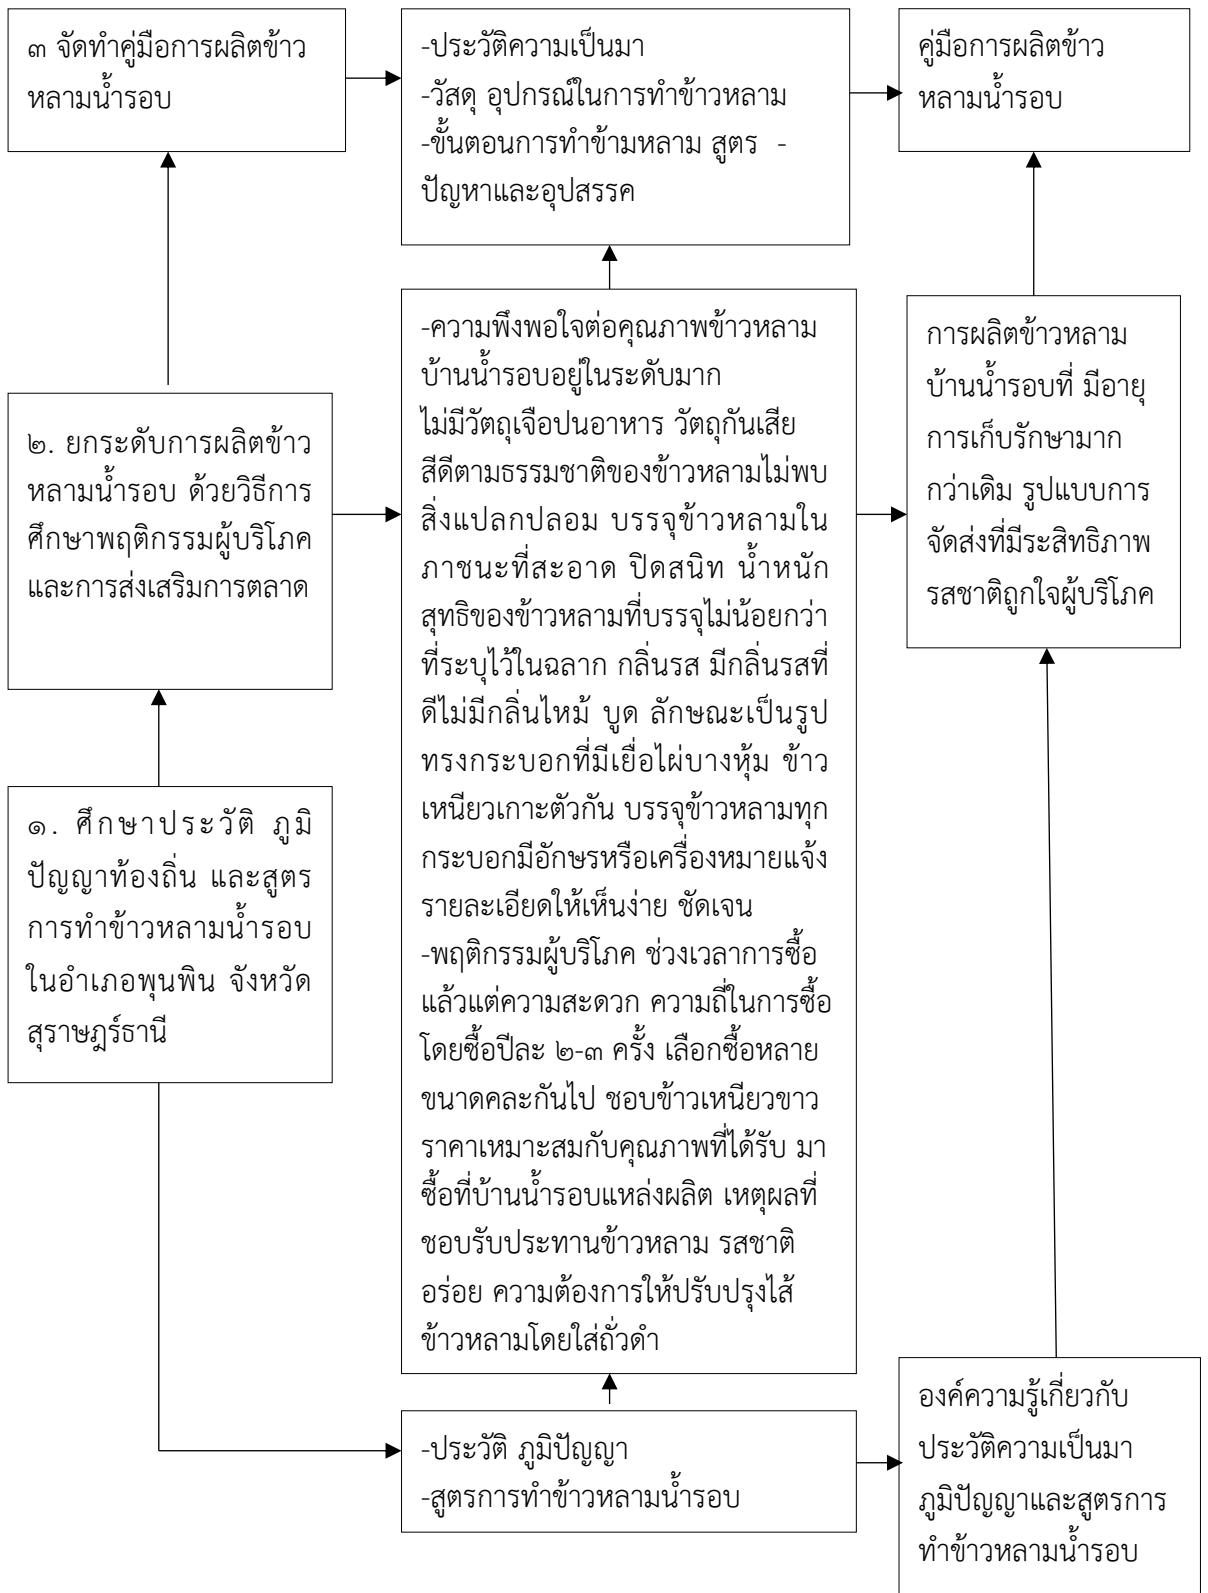 ๓ จัดทำคู่มือการผลิตข้าว
หลามน้ำรอบ
-ประวัติความเป็นมา
-วัสดุ อุปกรณ์ในการทำข้าวหลาม
-ขั้นตอนการทำข้ามหลาม สูตร -
ปัญหาและอุปสรรค
คู่มือการผลิตข้าว
หลามน้ำรอบ
๒. ยกระดับการผลิตข้าว
หลามน้ำรอบ ด้วยวิธีการ
ศึกษาพฤติกรรมผู้บริโภค
และการส่งเสริมการตลาด
-ความพึงพอใจต่อคุณภาพข้าวหลาม
บ้านน้ำรอบอยู่ในระดับมาก
ไม่มีวัตถุเจือปนอาหาร วัตถุกันเสีย
สีดีตามธรรมชาติของข้าวหลามไม่พบ
สิ่งแปลกปลอม บรรจุข้าวหลามใน
ภาชนะที่สะอาด ปิดสนิท น้ำหนัก
สุทธิของข้าวหลามที่บรรจุไม่น้อยกว่า
ที่ระบุไว้ในฉลาก กลิ่นรส มีกลิ่นรสที่
ดีไม่มีกลิ่นไหม้ บูด ลักษณะเป็นรูป
ทรงกระบอกที่มีเยื่อไผ่บางหุ้ม ข้าว
เหนียวเกาะตัวกัน บรรจุข้าวหลามทุก
กระบอกมีอักษรหรือเครื่องหมายแจ้ง
รายละเอียดให้เห็นง่าย ชัดเจน
-พฤติกรรมผู้บริโภค ช่วงเวลาการซื้อ
แล้วแต่ความสะดวก ความถี่ในการซื้อ
โดยซื้อปีละ ๒-๓ ครั้ง เลือกซื้อหลาย
ขนาดคละกันไป ชอบข้าวเหนียวขาว
ราคาเหมาะสมกับคุณภาพที่ได้รับ มา
ซื้อที่บ้านน้ำรอบแหล่งผลิต เหตุผลที่
ชอบรับประทานข้าวหลาม รสชาติ
อร่อย ความต้องการให้ปรับปรุงไส้
ข้าวหลามโดยใส่ถั่วดำ
การผลิตข้าวหลาม
บ้านน้ำรอบที่ มีอายุ
การเก็บรักษามาก
กว่าเดิม รูปแบบการ
จัดส่งที่มีระสิทธิภาพ
รสชาติถูกใจผู้บริโภค
๑. ศึกษาประวัติ ภูมิ
ปัญญาท้องถิ่น และสูตร
การทำข้าวหลามน้ำรอบ
ในอำเภอพุนพิน จังหวัด
สุราษฎร์ธานี
-ประวัติ ภูมิปัญญา
-สูตรการทำข้าวหลามน้ำรอบ
องค์ความรู้เกี่ยวกับ
ประวัติความเป็นมา
ภูมิปัญญาและสูตรการ
ทำข้าวหลามน้ำรอบ